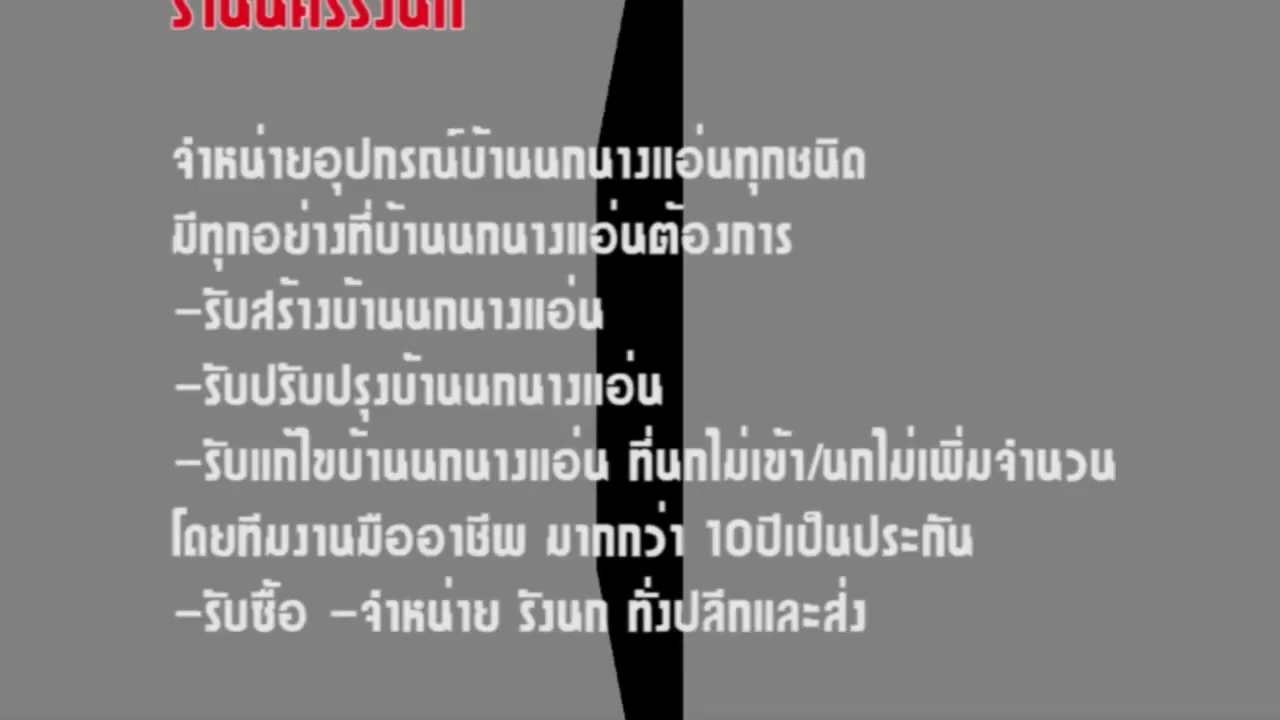 จำหน่ายอุปกรณ์บ้านนกนางแอ่นทุกชนิด
มีทุกอย่างที่บ้านนกนางแอ่นต้องการ
-รับสร้างบ้านนกนางแอ่น
-รับปรับปรุงบ้านนกนางแอ่น
-รับแก้ไขบ้านนกนางแอ่น ที่นกไม่เข้า/นกไม่เพิ่มจำนวน
โดยทีมงานมืออาชีพ มากกว่า 10ปีเป็นประกัน
-รับซื้อ -จำหน่าย รังนก ทั่งปลีกและส่ง